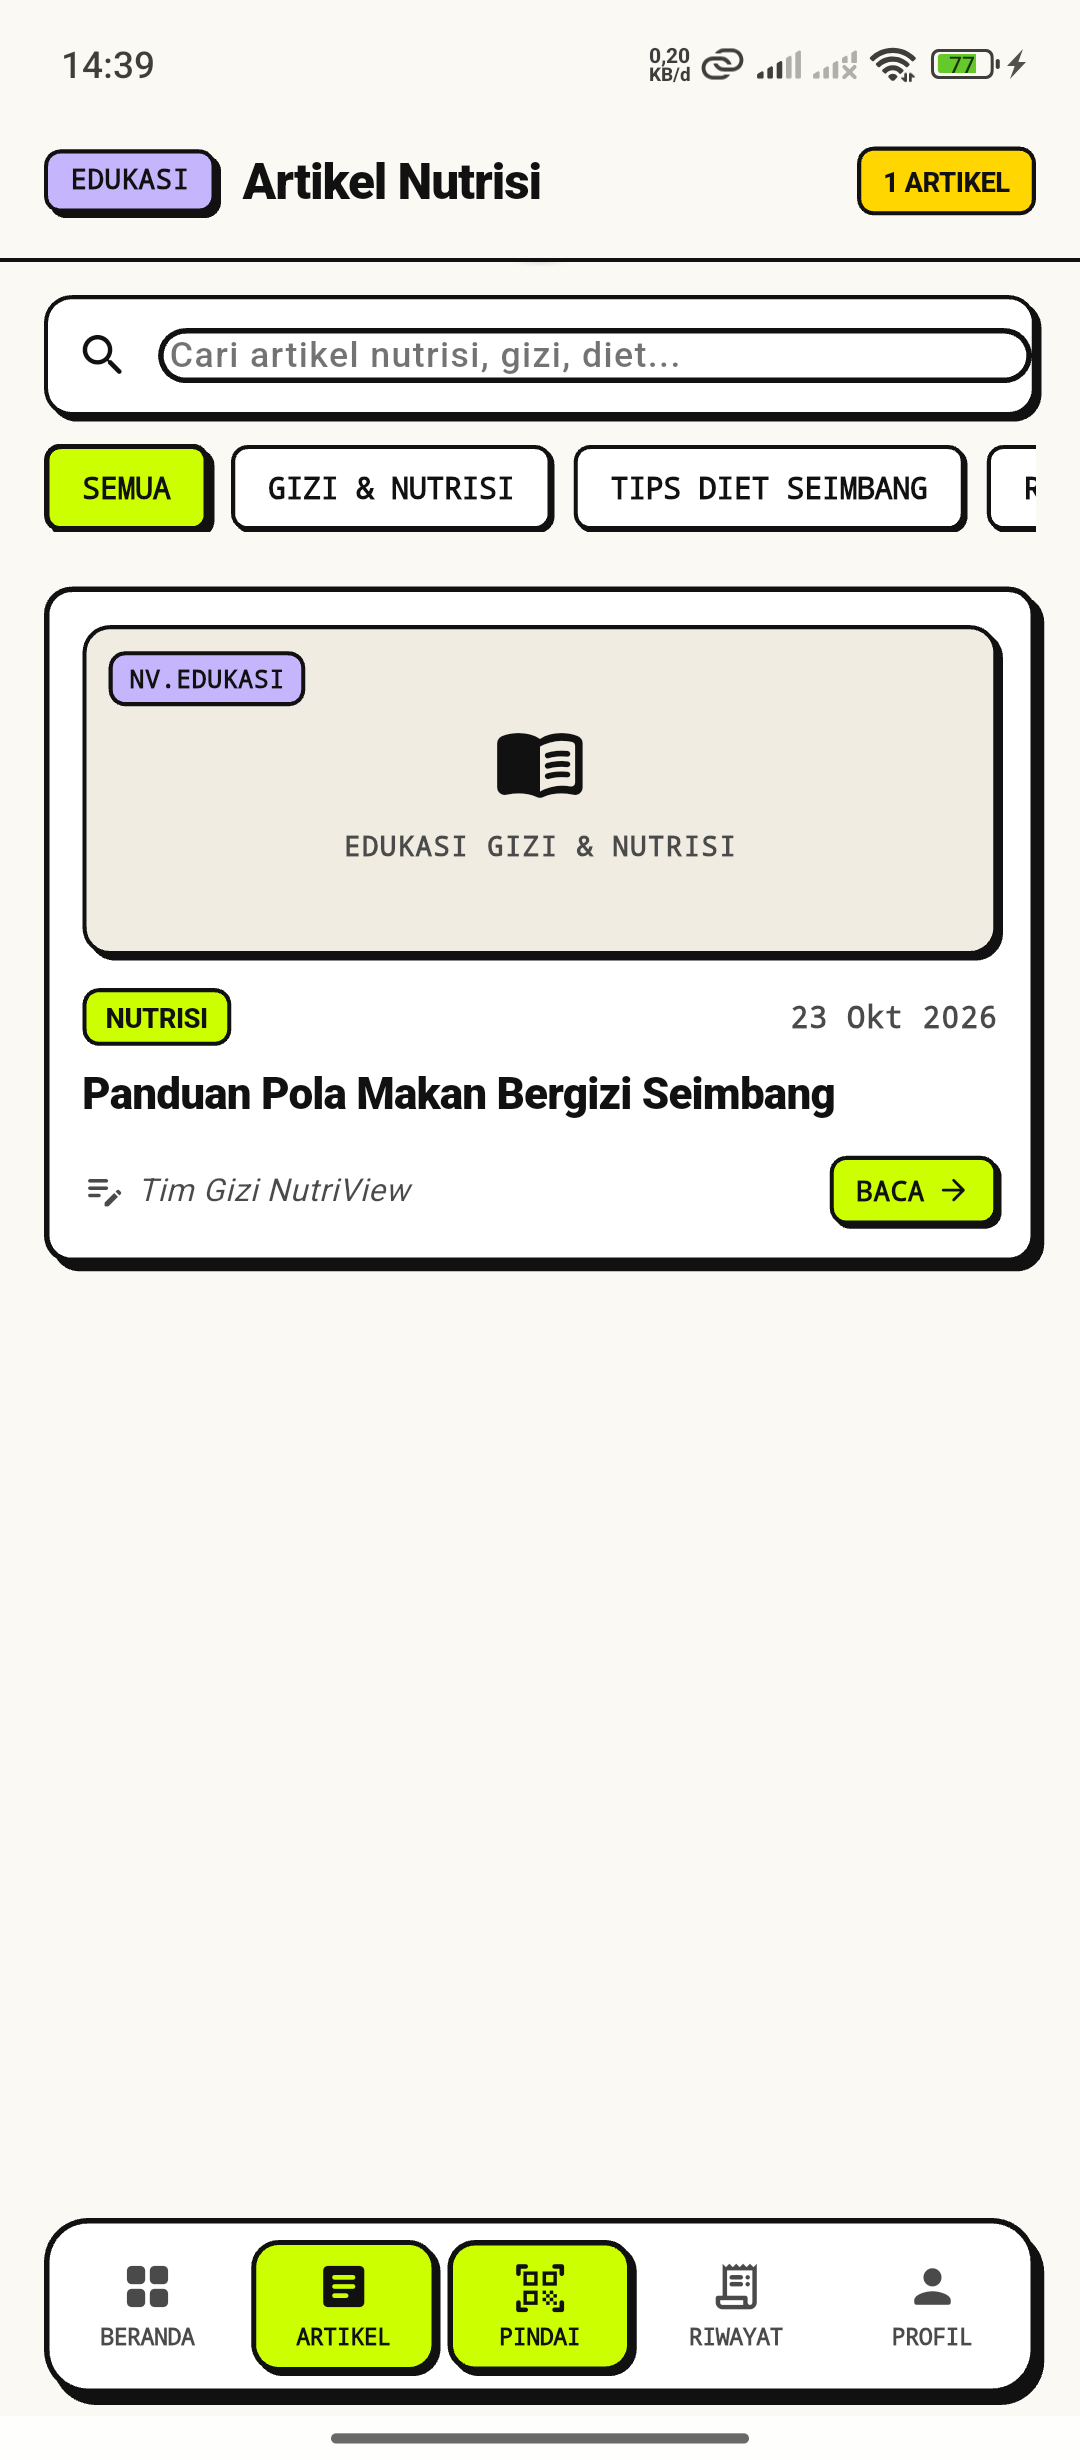 14:39
0,20
KB/d
77
EDUKASI
Artikel Nutrisi
1 ARTIKEL
Cari artikel nutrisi, gizi, diet...
SEMUA
GIZI & NUTRISI
TIPS DIET SEIMBANG
NV.EDUKASI
EDUKASI GIZI & NUTRISI
NUTRISI
23 Okt 2026
Panduan Pola Makan Bergizi Seimbang
Tim Gizi NutriView
BACA →
BERANDA
ARTIKEL
PINDAI
RIWAYAT
PROFIL